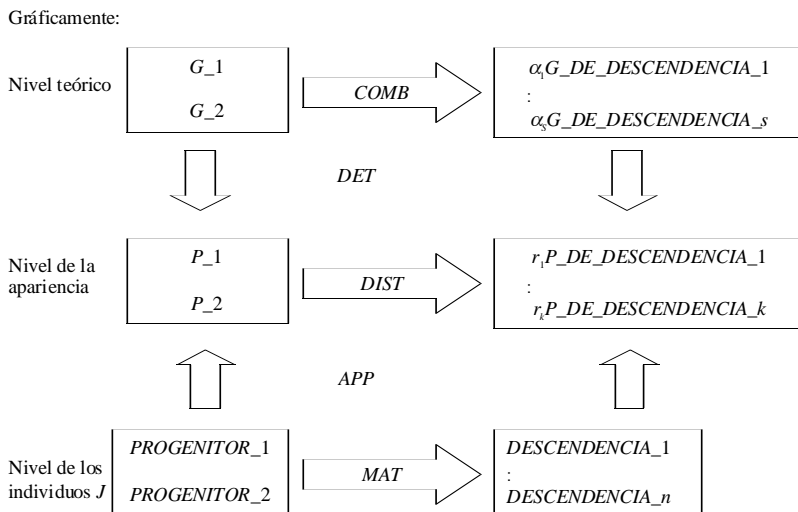 Gráficamente:
Nivel teórico
G_1
G_2
COMB
α₁G_DE_DESCENDENCIA_1
:
αₛG_DE_DESCENDENCIA_s
DET
Nivel de la
apariencia
P_1
P_2
DIST
r₁P_DE_DESCENDENCIA_1
:
rₖP_DE_DESCENDENCIA_k
APP
Nivel de los
individuos J
PROGENITOR_1
PROGENITOR_2
MAT
DESCENDENCIA_1
:
DESCENDENCIA_n